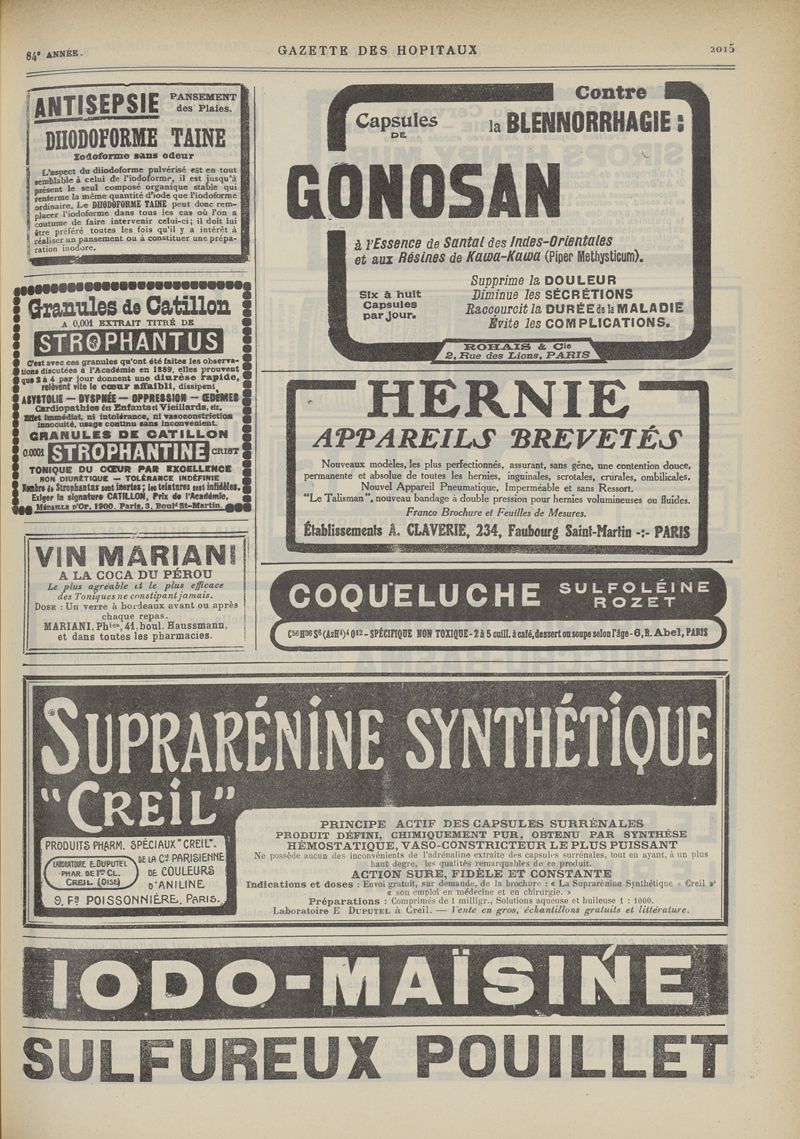 84e ANNÉE.
GAZETTE DES HOPITAUX
2015
ANTISEPSIE
PANSEMENT
des Plaies.
DIIODOFORME TAINE
Iodoforme sans odeur
L'aspect du diiodoforme pulvérisé est en tout
semblable à celui de l'iodoforme, il est jusqu'à
présent le seul composé organique stable qui
renferme la même quantité d'iode que l'iodoforme
ordinaire. Le DIIODOFORME TAINE peut donc rem-
placer l'iodoforme dans tous les cas où l'on a
coutume de faire intervenir celui-ci; il doit lui
être préféré toutes les fois qu'il y a intérêt à
réaliser un pansement ou à constituer une prépa-
ration inodore.
Granules de Catillon
A 0,001 EXTRAIT TITRÉ DE
STROPHANTUS
C'est avec ces granules qu'ont été faites les observa-
tions discutées à l'Académie en 1889, elles prouvent
que 2 à 4 par jour donnent une diurèse rapide,
relèvent vite le cœur affaibli, dissipent
ASYSTOLIE — DYSPNÉE — OPPRESSION — ŒDÈMES
Cardiopathies des Enfants et Vieillards, etc.
Effet immédiat, ni intolérance, ni vasoconstriction
innocuité, usage continu sans inconvénient.
GRANULES DE CATILLON
0.0001 STROPHANTINE CRIST
TONIQUE DU CŒUR PAR EXCELLENCE
NON DIURÉTIQUE — TOLÉRANCE INDÉFINIE
Nombre de Strophantus sont inertes; les teintures sont infidèles.
Exiger la signature CATILLON, Prix de l'Académie,
MÉDAILLE D'OR. 1900. Paris, 3. Bould St-Martin.
VIN MARIANI
A LA COCA DU PÉROU
Le plus agréable et le plus efficace
des Toniques ne constipant jamais.
DOSE : Un verre à bordeaux avant ou après
chaque repas.
MARIANI, Phien, 41, boul. Haussmann,
et dans toutes les pharmacies.
Capsules
DE
Contre
la BLENNORRHAGIE:
GONOSAN
à l'Essence de Santal des Indes-Orientales
et aux Résines de Kawa-Kawa (Piper Methysticum).
Six à huit
Capsules
par jour.
Supprime la DOULEUR
Diminue les SÉCRÉTIONS
Raccourcit la DURÉE de la MALADIE
Évite les COMPLICATIONS.
ROHAIS & Cie
2, Rue des Lions, PARIS
HERNIE
APPAREILS BREVETÉS
Nouveaux modèles, les plus perfectionnés, assurant, sans gêne, une contention douce,
permanente et absolue de toutes les hernies, inguinales, scrotales, crurales, ombilicales.
Nouvel Appareil Pneumatique, Imperméable et sans Ressort.
"Le Talisman", nouveau bandage à double pression pour hernies volumineuses ou fluides.
Franco Brochure et Feuilles de Mesures.
Établissements A. CLAVERIE, 234, Faubourg Saint-Martin -:- PARIS
COQUELUCHE
SULFOLÉINE
ROZET
C56H36S6(AzH4)4O12 - SPÉCIFIQUE NON TOXIQUE - 2 à 5 cuill. à café, dessert ou soupe selon l'âge - 6, R. Abel, PARIS
SUPRARÉNINE SYNTHÉTIQUE
"CREIL"
PRODUITS PHARM. SPÉCIAUX "CREIL".
LABORATOIRE E. DUPUTEL
PHAR. DE 1re CL.
CREIL (OISE)
DE LA Cie PARISIENNE
DE COULEURS
D'ANILINE
9, Fg POISSONNIÈRE, PARIS.
PRINCIPE ACTIF DES CAPSULES SURRÉNALES
PRODUIT DÉFINI, CHIMIQUEMENT PUR, OBTENU PAR SYNTHÈSE
HÉMOSTATIQUE, VASO-CONSTRICTEUR LE PLUS PUISSANT
Ne possède aucun des inconvénients de l'adrénaline extraite des capsules surrénales, tout en ayant, à un plus
haut degré, les qualités remarquables de ce produit.
ACTION SURE, FIDÈLE ET CONSTANTE
Indications et doses : Envoi gratuit, sur demande, de la brochure : « La Suprarénine Synthétique « Creil »
« son emploi en médecine et en chirurgie. »
Préparations : Comprimés de 1 milligr., Solutions aqueuse et huileuse 1 : 1000.
Laboratoire E DUPUTEL à Creil. — Vente en gros, échantillons gratuits et littérature.
IODO-MAÏSINE
SULFUREUX POUILLET